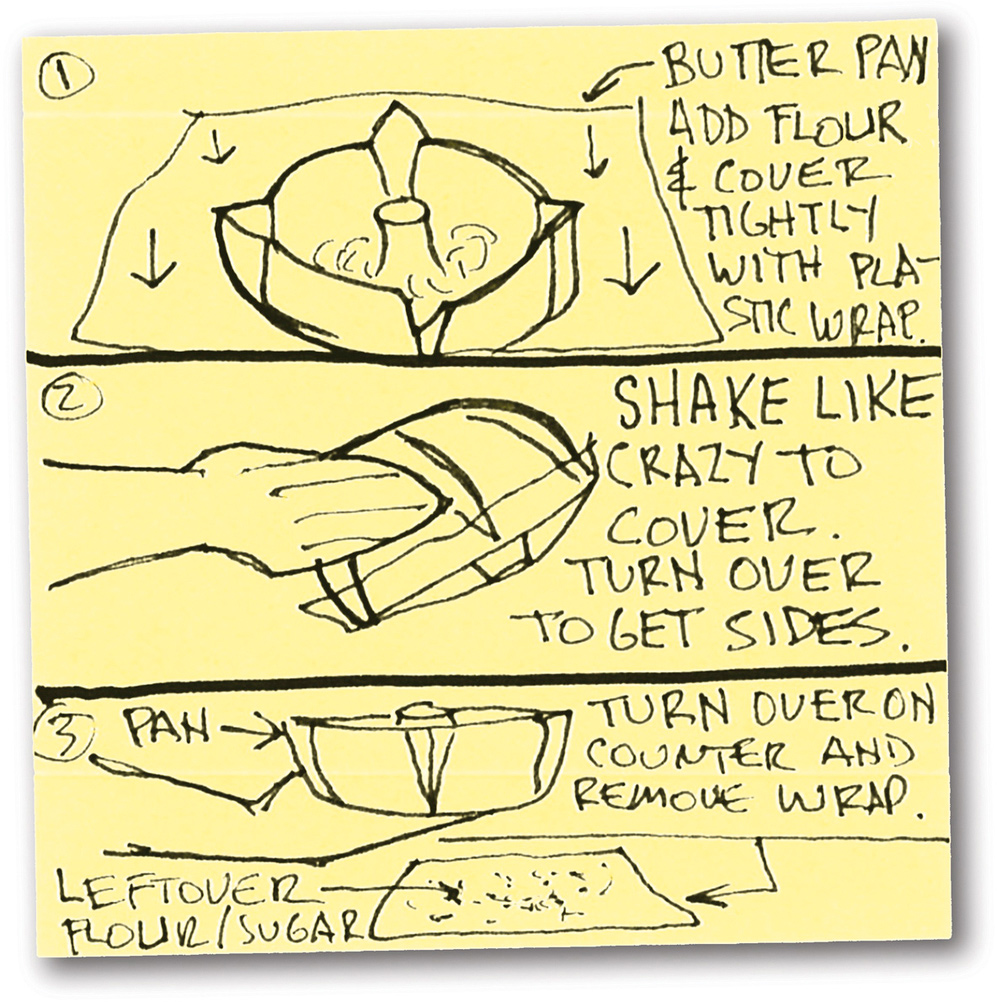 1
BUTTER PAN
ADD FLOUR
& COVER
TIGHTLY
WITH PLA-
STIC WRAP.
2
SHAKE LIKE
CRAZY TO
COVER.
TURN OVER
TO GET SIDES.
3
PAN
TURN OVER ON
COUNTER AND
REMOVE WRAP.
LEFTOVER
FLOUR/SUGAR